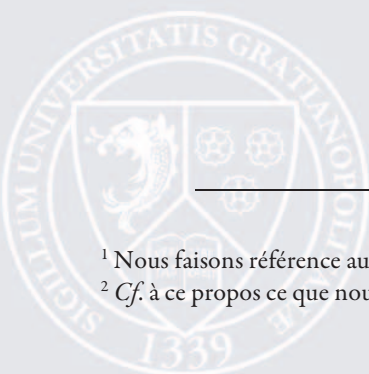 SIGILLUM UNIVERSITATIS GRATIANOPOLI Æ
¹ Nous faisons référence au
² Cf. à ce propos ce que nou
1339